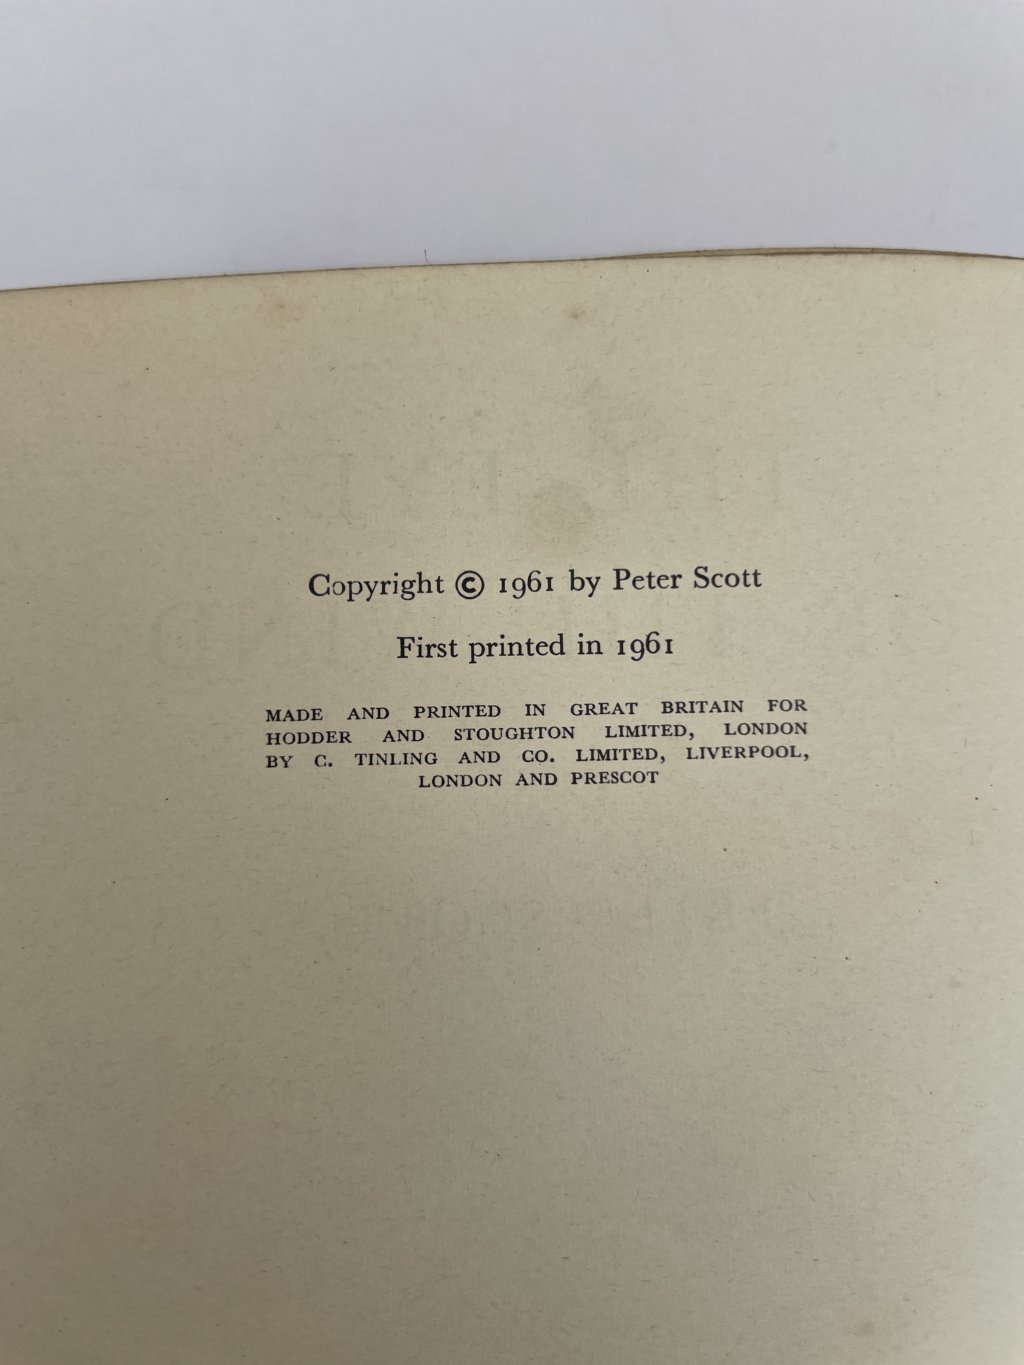 Copyright © 1961 by Peter Scott
First printed in 1961
MADE AND PRINTED IN GREAT BRITAIN FOR
HODDER AND STOUGHTON LIMITED, LONDON
BY C. TINLING AND CO. LIMITED, LIVERPOOL,
LONDON AND PRESCOT